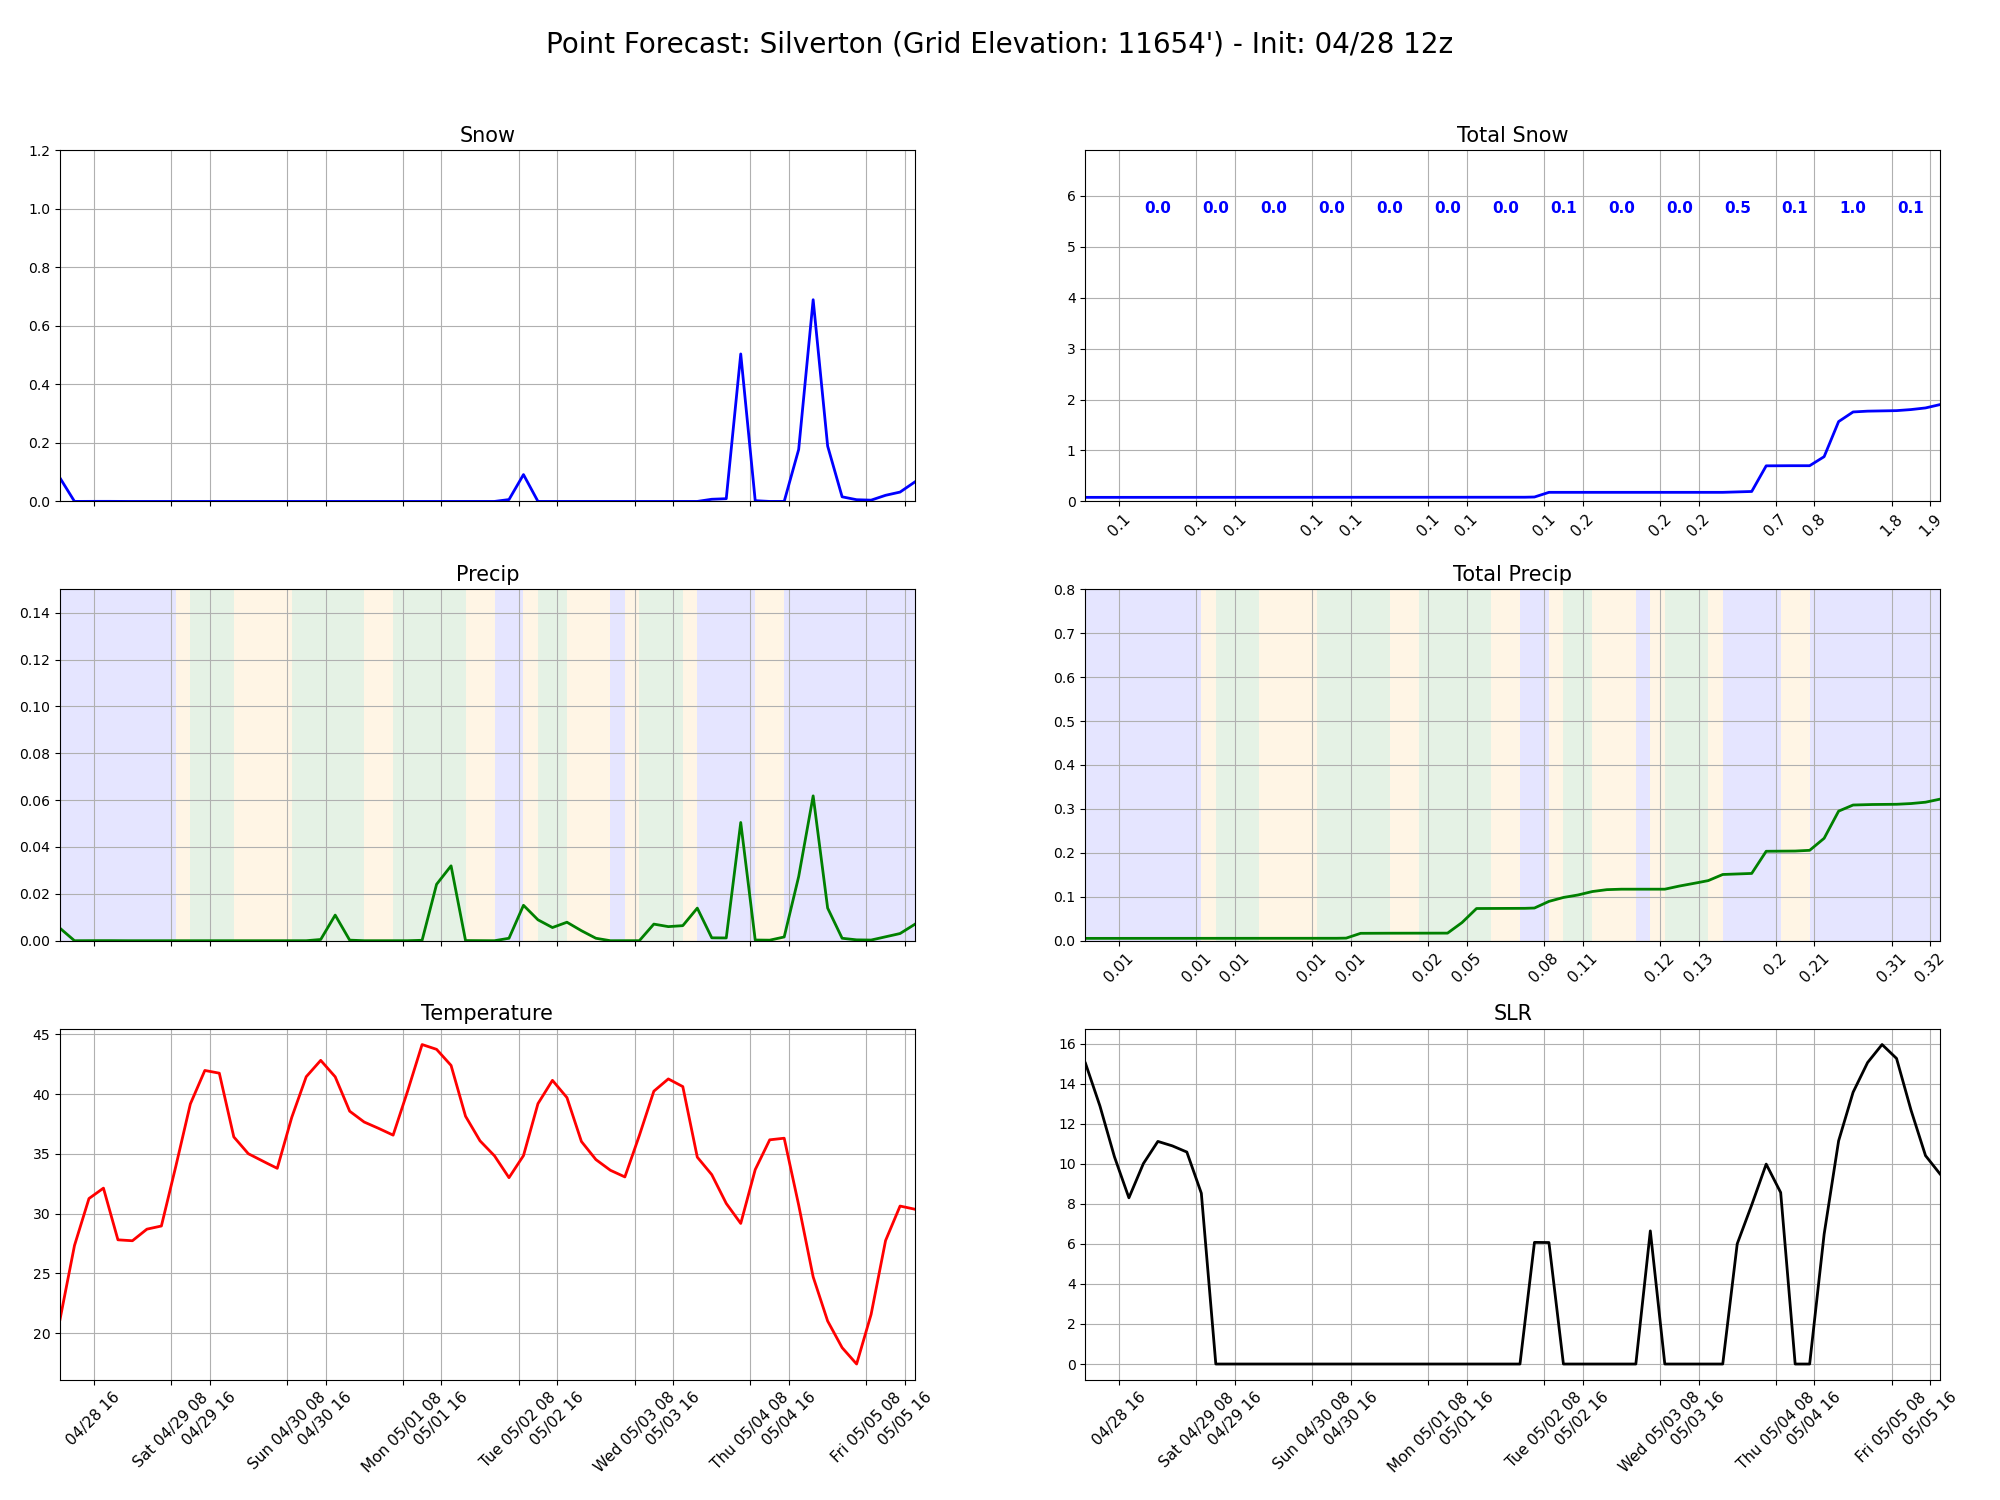 Point Forecast: Silverton (Grid Elevation: 11654') - Init: 04/28 12z
Snow
1.2
1.0
0.8
0.6
0.4
0.2
0.0
Total Snow
6
5
4
3
2
1
0
0.0 0.0 0.0 0.0 0.0 0.0 0.0 0.1 0.0 0.0 0.5 0.1 1.0 0.1
0.1 0.1 0.1 0.1 0.1 0.1 0.1 0.1 0.2 0.2 0.2 0.7 0.8 1.8 1.9
Precip
0.14
0.12
0.10
0.08
0.06
0.04
0.02
0.00
Total Precip
0.8
0.7
0.6
0.5
0.4
0.3
0.2
0.1
0.0
0.01 0.01 0.01 0.01 0.01 0.02 0.05 0.08 0.11 0.12 0.13 0.2 0.21 0.31 0.32
Temperature
45
40
35
30
25
20
04/28 16
Sat 04/29 08
04/29 16
Sun 04/30 08
04/30 16
Mon 05/01 08
05/01 16
Tue 05/02 08
05/02 16
Wed 05/03 08
05/03 16
Thu 05/04 08
05/04 16
Fri 05/05 08
05/05 16
SLR
16
14
12
10
8
6
4
2
0
04/28 16
Sat 04/29 08
04/29 16
Sun 04/30 08
04/30 16
Mon 05/01 08
05/01 16
Tue 05/02 08
05/02 16
Wed 05/03 08
05/03 16
Thu 05/04 08
05/04 16
Fri 05/05 08
05/05 16